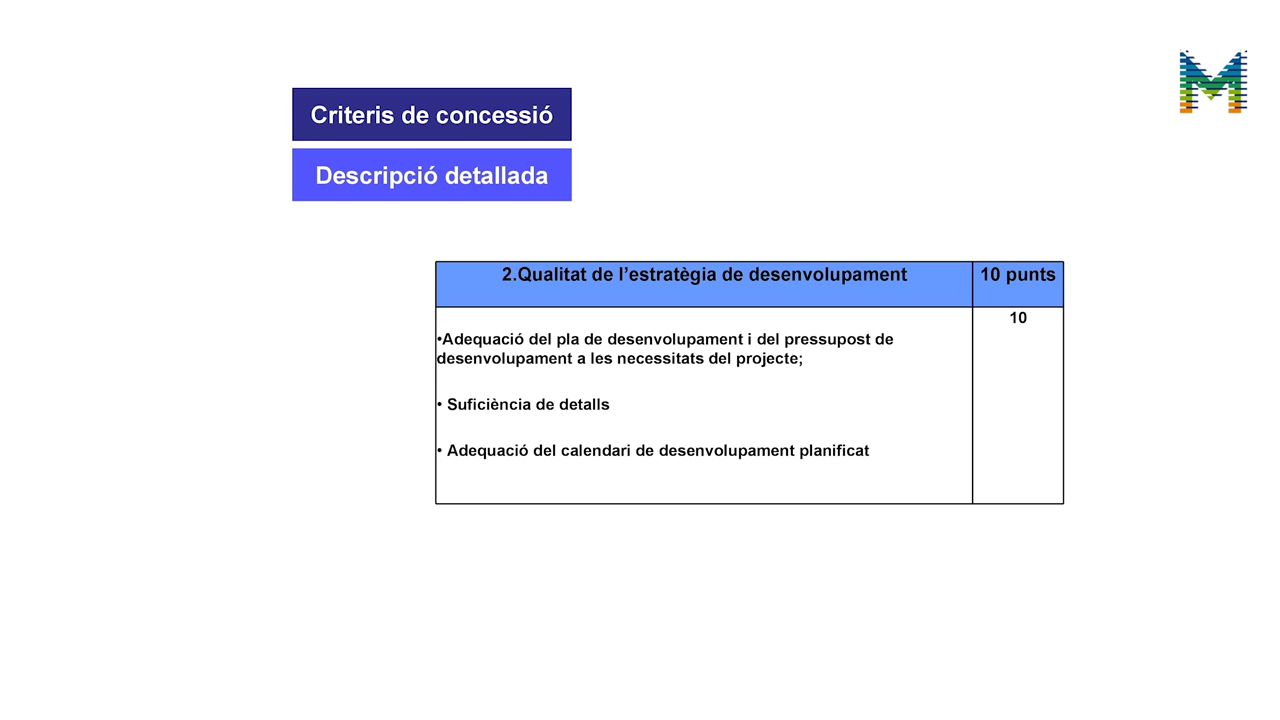 Criteris de concessió
Descripció detallada
2.Qualitat de l’estratègia de desenvolupament
10 punts
•Adequació del pla de desenvolupament i del pressupost de
desenvolupament a les necessitats del projecte;
• Suficiència de detalls
• Adequació del calendari de desenvolupament planificat
10